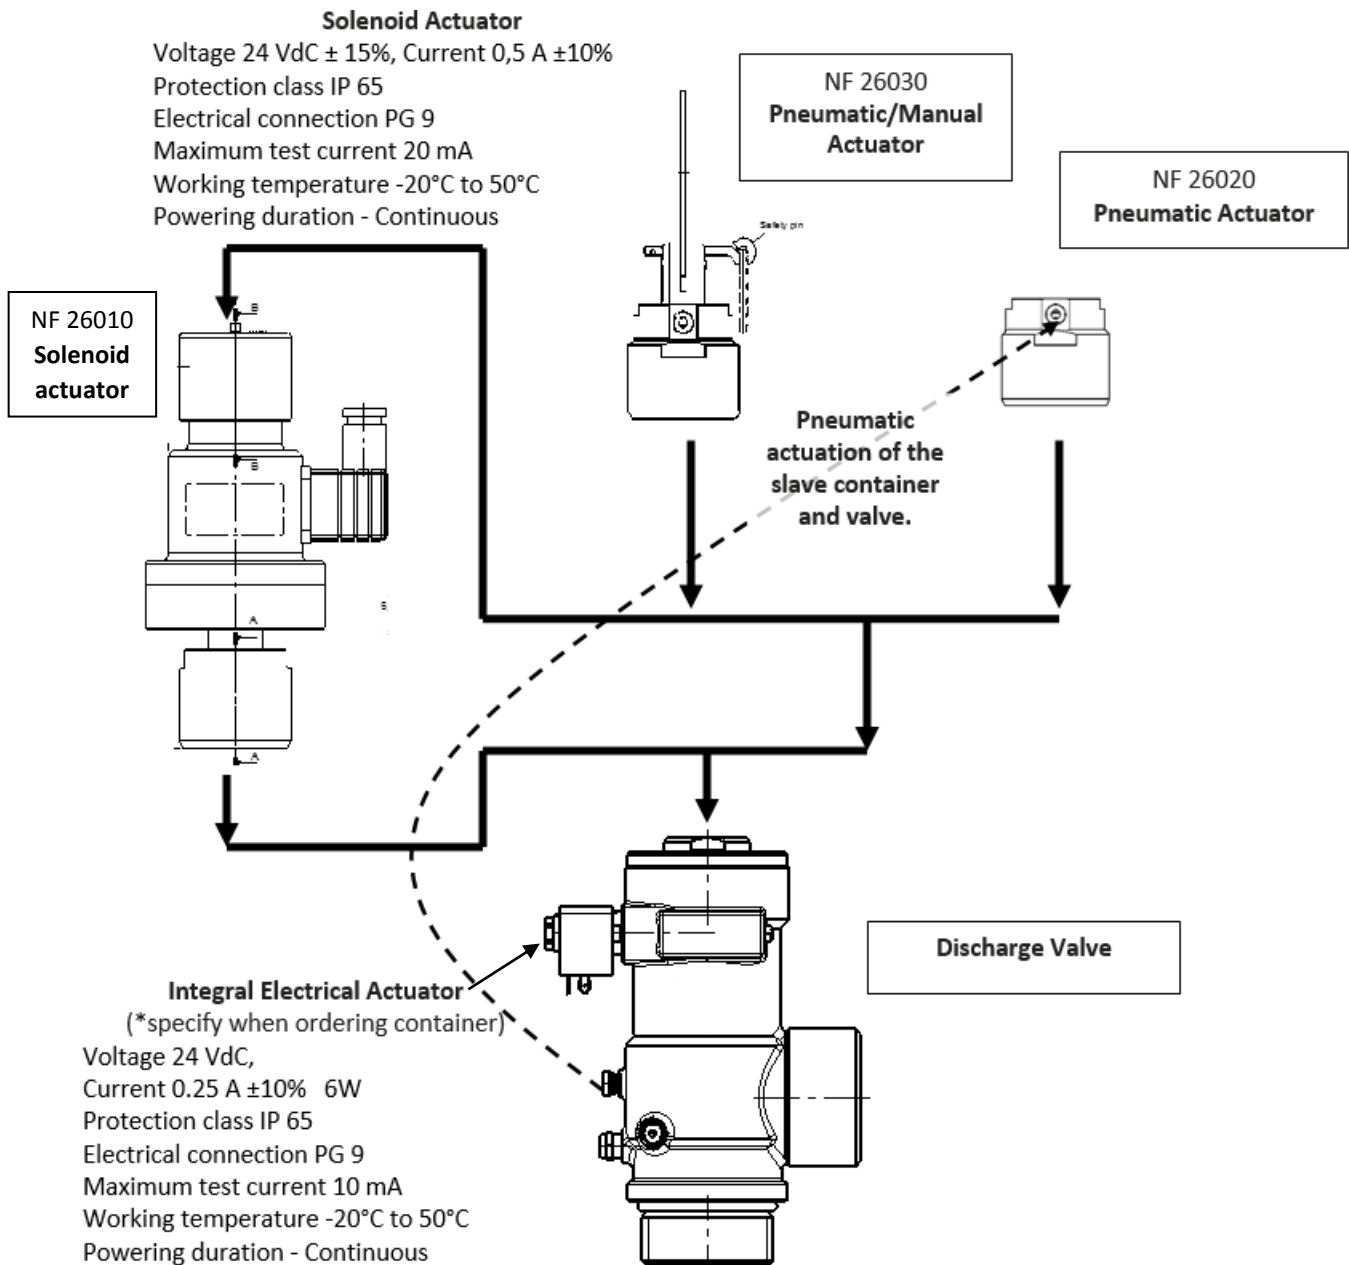 Solenoid Actuator
Voltage 24 VdC ± 15%, Current 0,5 A ±10%
Protection class IP 65
Electrical connection PG 9
Maximum test current 20 mA
Working temperature -20°C to 50°C
Powering duration - Continuous
NF 26030
Pneumatic/Manual
Actuator
NF 26020
Pneumatic Actuator
Safety pin
NF 26010
Solenoid
actuator
B
B
A
A
Pneumatic
actuation of the
slave container
and valve.
Discharge Valve
Integral Electrical Actuator
(*specify when ordering container)
Voltage 24 VdC,
Current 0.25 A ±10% 6W
Protection class IP 65
Electrical connection PG 9
Maximum test current 10 mA
Working temperature -20°C to 50°C
Powering duration - Continuous